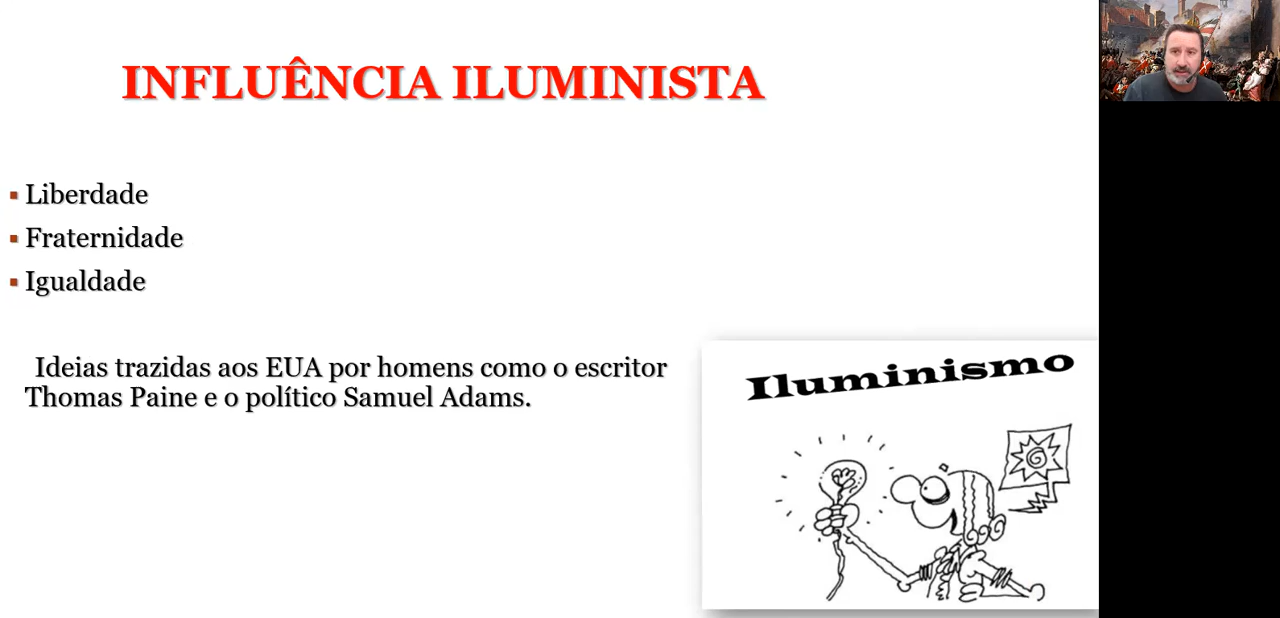 INFLUÊNCIA ILUMINISTA
Liberdade
Fraternidade
Igualdade
Ideias trazidas aos EUA por homens como o escritor
Thomas Paine e o político Samuel Adams.
Iluminismo